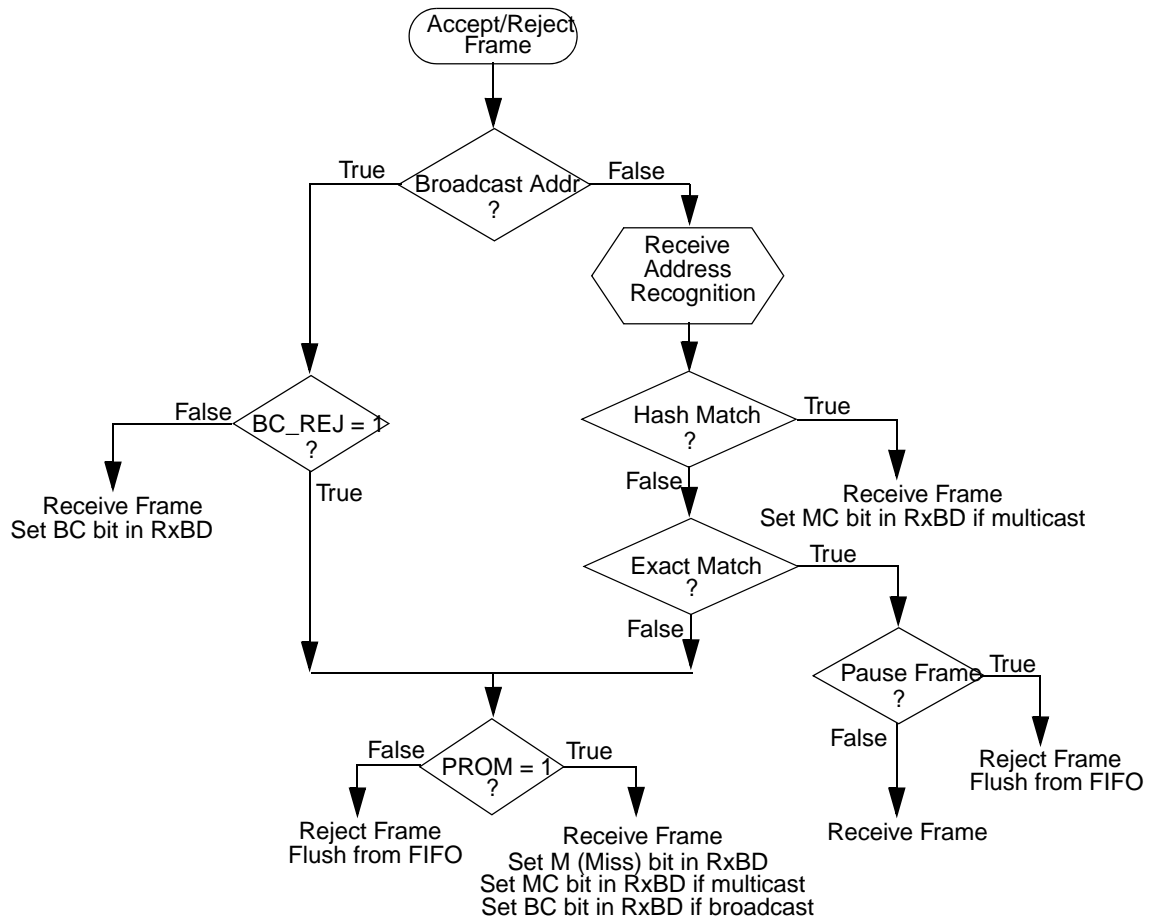 Accept/Reject
Frame
True
False
Broadcast Addr
?
Receive
Address
Recognition
False
BC_REJ = 1
?
True
Hash Match
?
True
False
Receive Frame
Set BC bit in RxBD
Receive Frame
Set MC bit in RxBD if multicast
Exact Match
?
True
False
Pause Frame
?
True
False
False
PROM = 1
?
True
Reject Frame
Flush from FIFO
Reject Frame
Flush from FIFO
Receive Frame
Set M (Miss) bit in RxBD
Set MC bit in RxBD if multicast
Set BC bit in RxBD if broadcast
Receive Frame